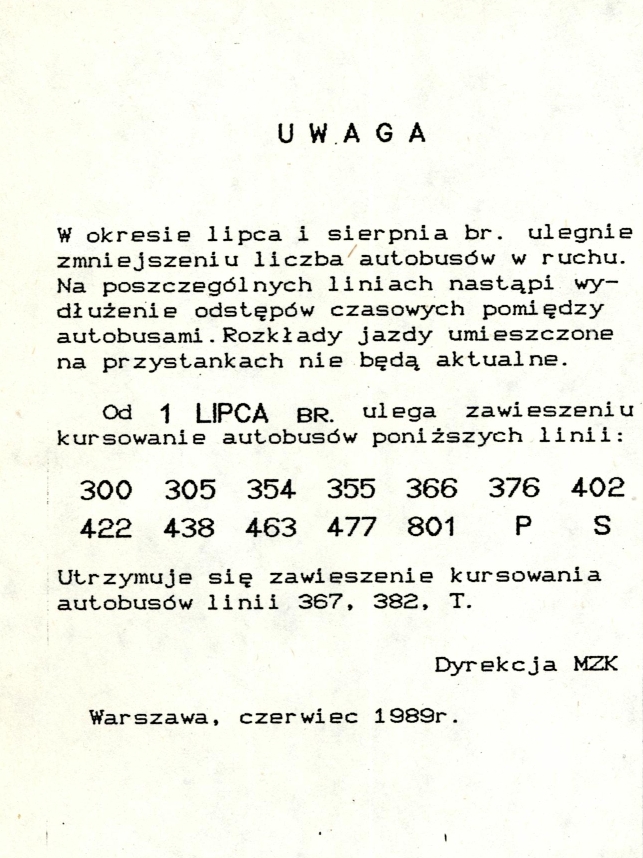 UWAGA
W okresie lipca i sierpnia br. ulegnie
zmniejszeniu liczba autobusów w ruchu.
Na poszczególnych liniach nastąpi wy-
dłużenie odstępów czasowych pomiędzy
autobusami.Rozkłady jazdy umieszczone
na przystankach nie będą aktualne.
Od 1 LIPCA BR. ulega zawieszeniu
kursowanie autobusów poniższych linii:
300 305 354 355 366 376 402
422 438 463 477 801 P S
Utrzymuje się zawieszenie kursowania
autobusów linii 367, 382, T.
Dyrekcja MZK
Warszawa, czerwiec 1989r.